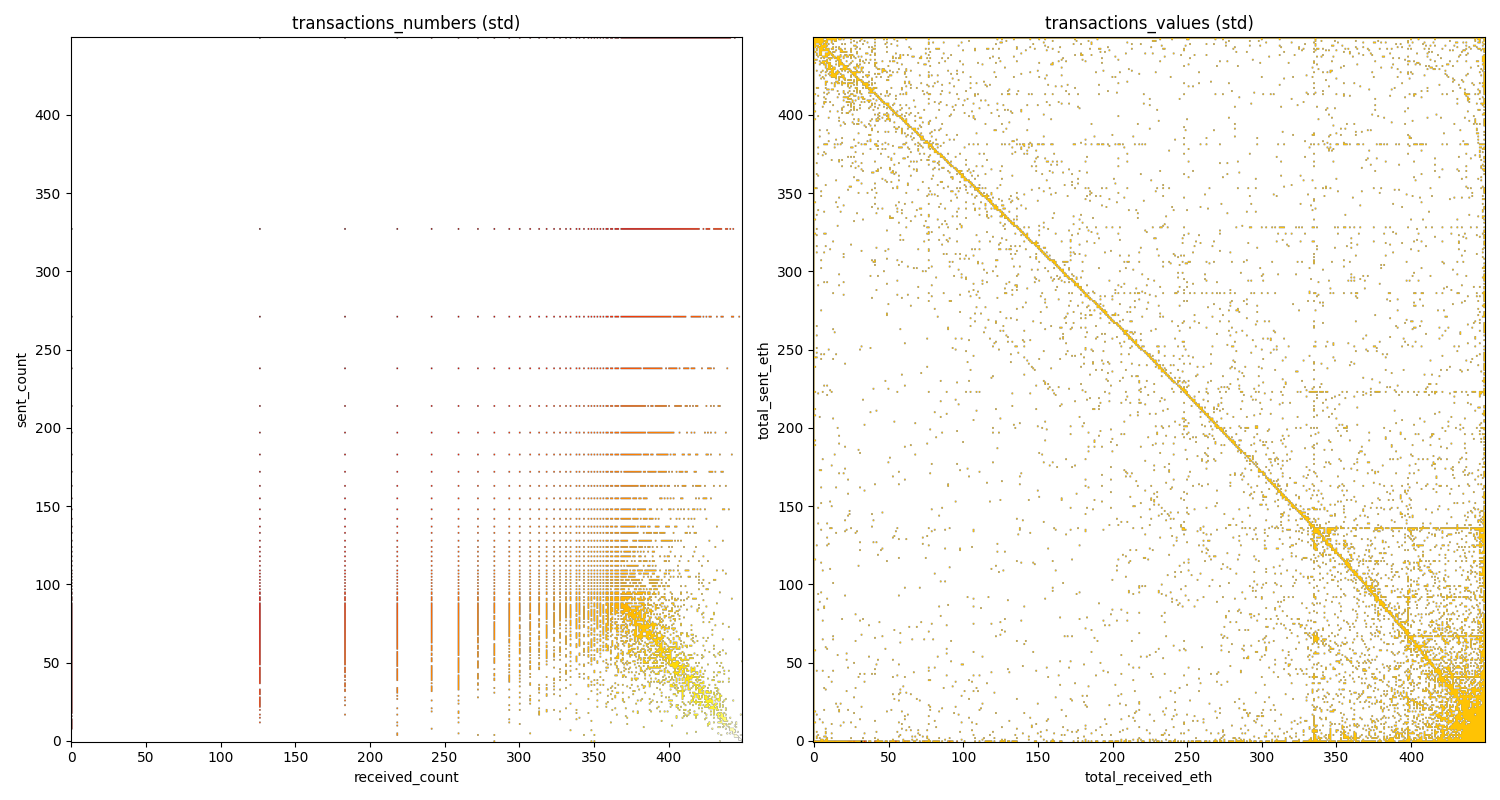 transactions_numbers (std)
sent_count
400
350
300
250
200
150
100
50
0
0 50 100 150 200 250 300 350 400
received_count
transactions_values (std)
total_sent_eth
400
350
300
250
200
150
100
50
0
0 50 100 150 200 250 300 350 400
total_received_eth